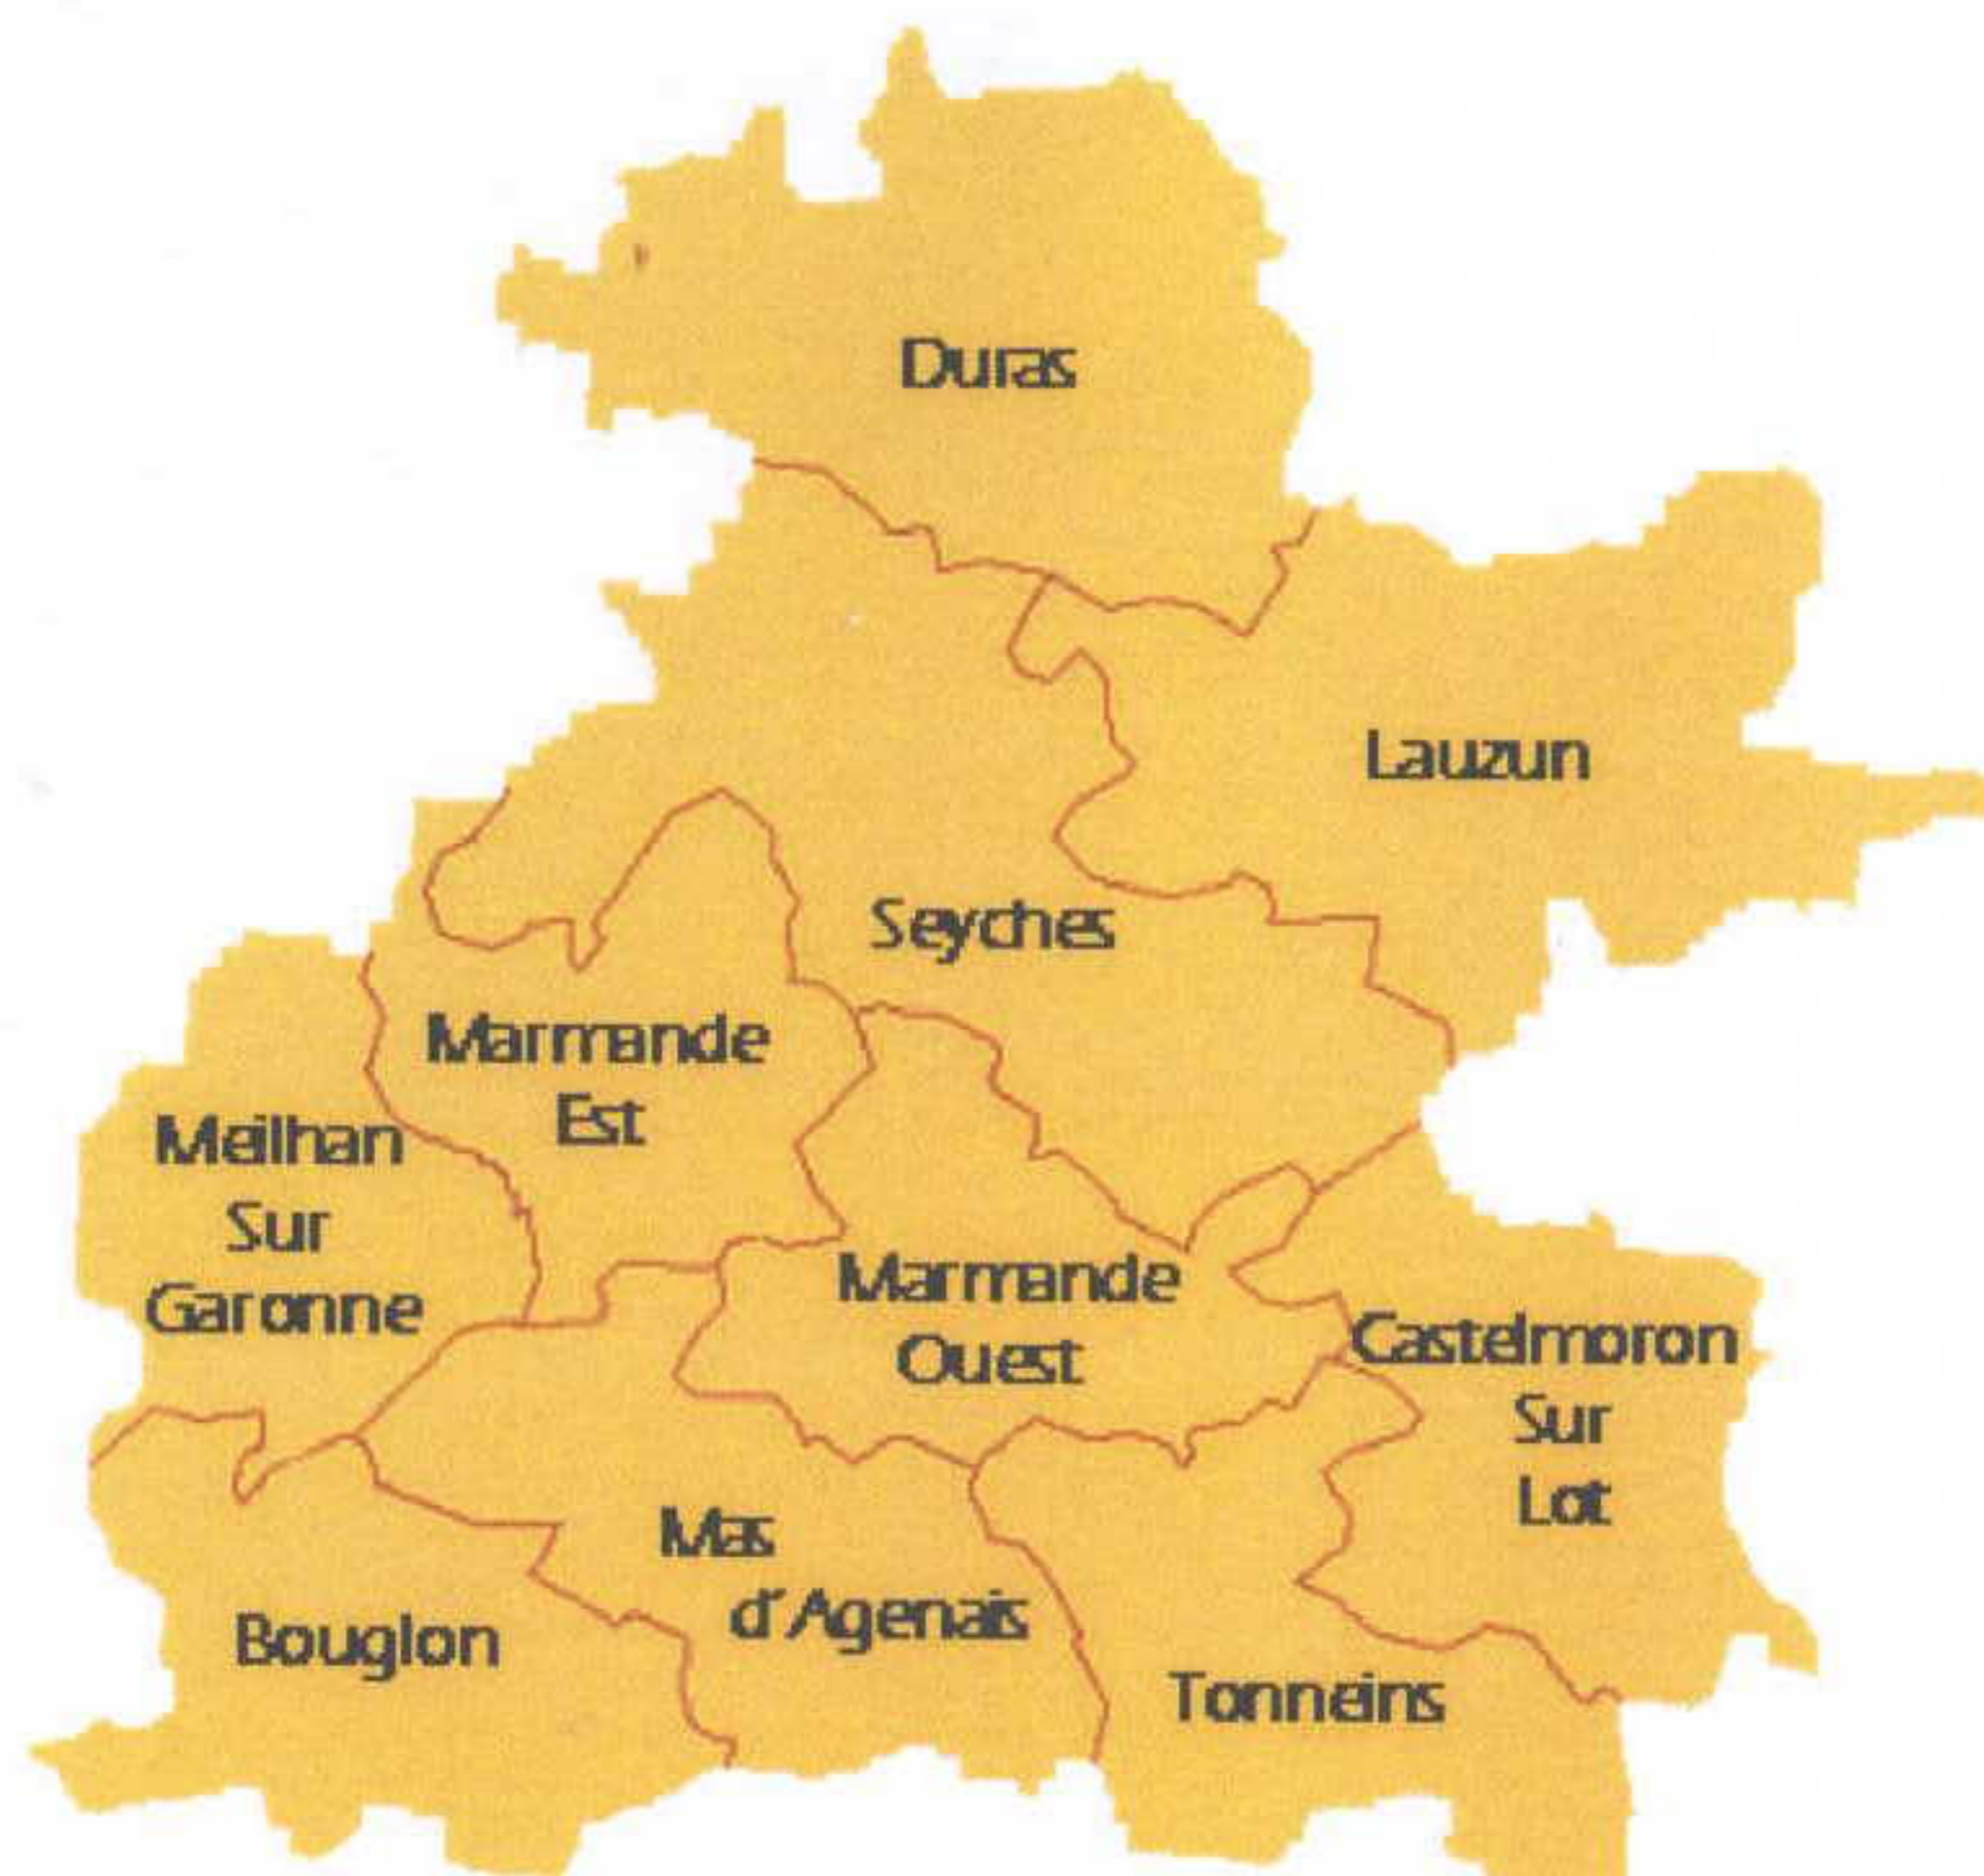 Duras
Lauzun
Seyches
Marmande
Est
Meilhan
Sur
Garonne
Marmande
Ouest
Castelmoron
Sur
Lot
Mas
d'Agenais
Bouglon
Tonneins